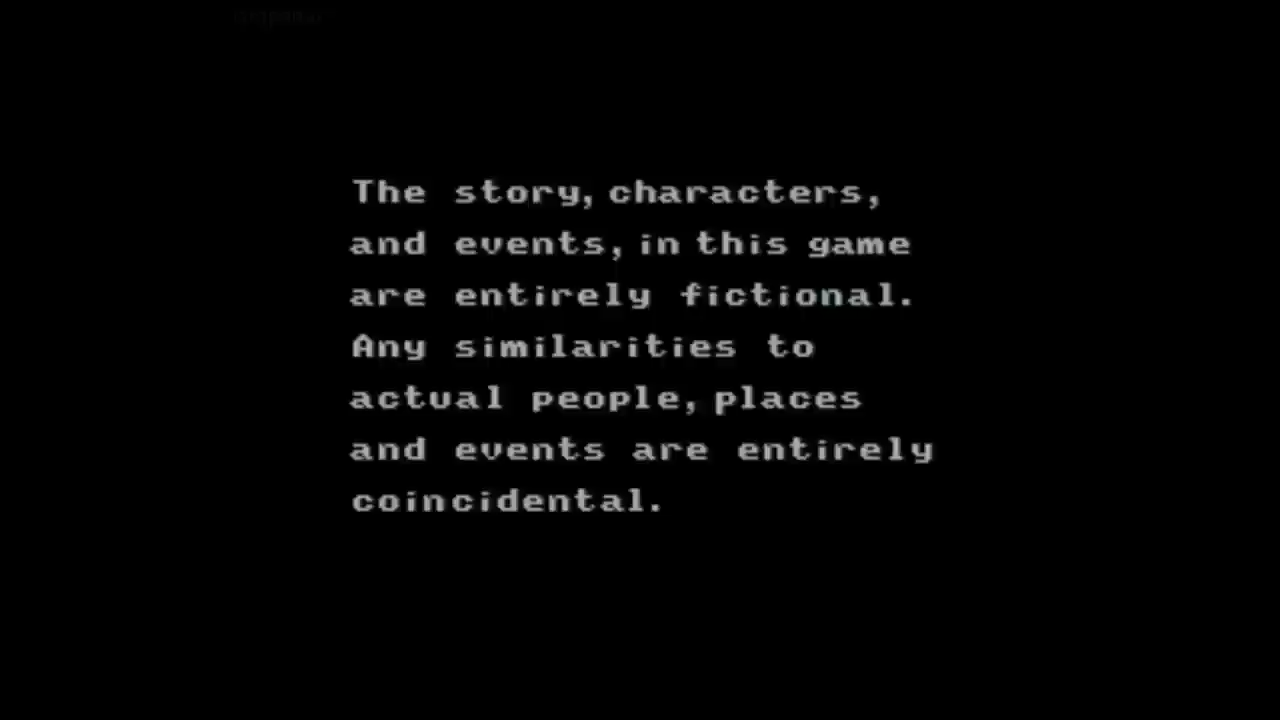 The story, characters,
and events, in this game
are entirely fictional.
Any similarities to
actual people, places
and events are entirely
coincidental.